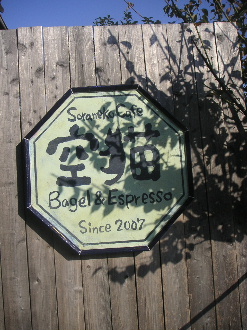 Soraneko Cafe
空猫
Bagel & Espresso
Since 2007